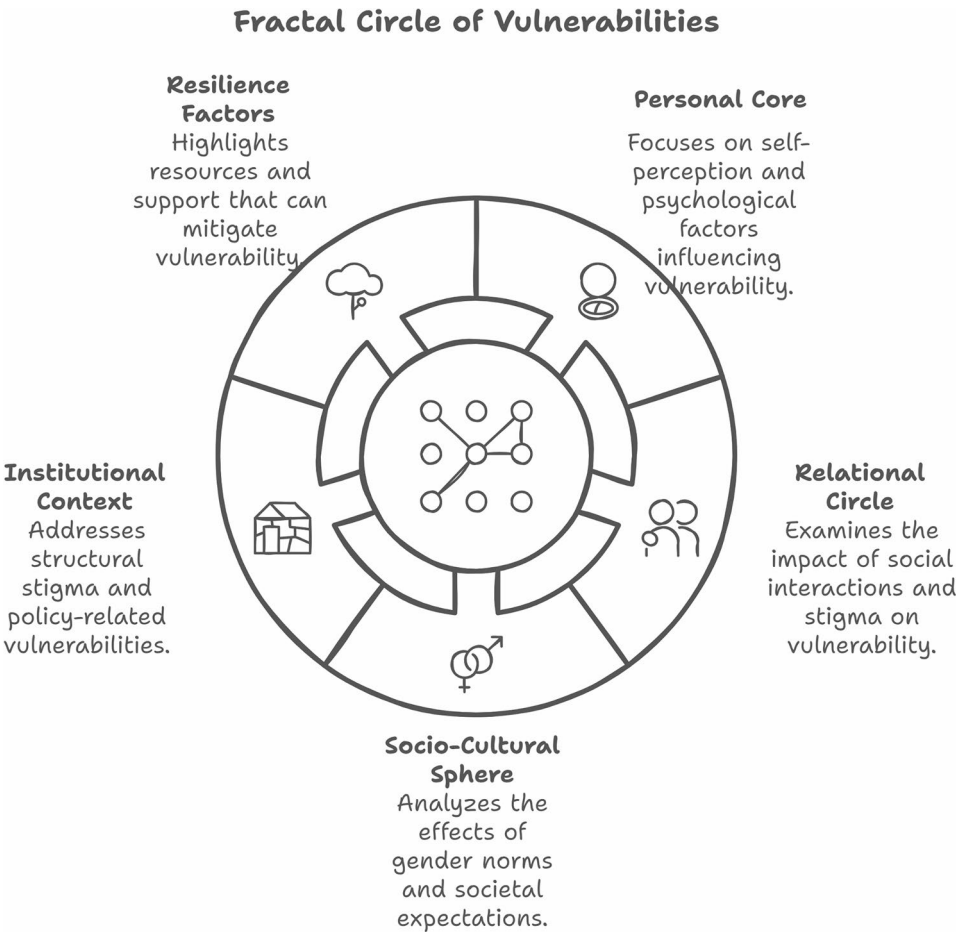 Fractal Circle of Vulnerabilities
Resilience
Factors
Highlights
resources and
support that can
mitigate
vulnerability.
Personal Core
Focuses on self-
perception and
psychological
factors
influencing
vulnerability.
Institutional
Context
Addresses
structural
stigma and
policy-related
vulnerabilities.
Relational
Circle
Examines the
impact of social
interactions and
stigma on
vulnerability.
Socio-Cultural
Sphere
Analyzes the
effects of
gender norms
and societal
expectations.